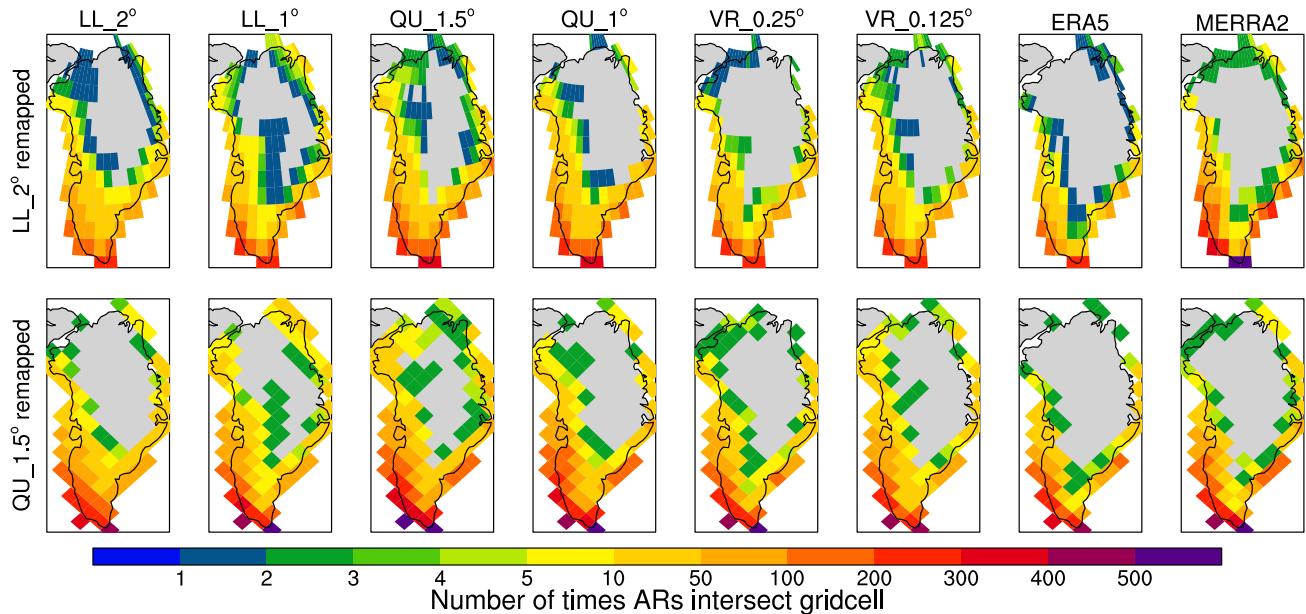 LL_2° LL_1° QU_1.5° QU_1° VR_0.25° VR_0.125° ERA5 MERRA2
LL_2° remapped
QU_1.5° remapped
1 2 3 4 5 10 50 100 200 300 400 500
Number of times ARs intersect gridcell